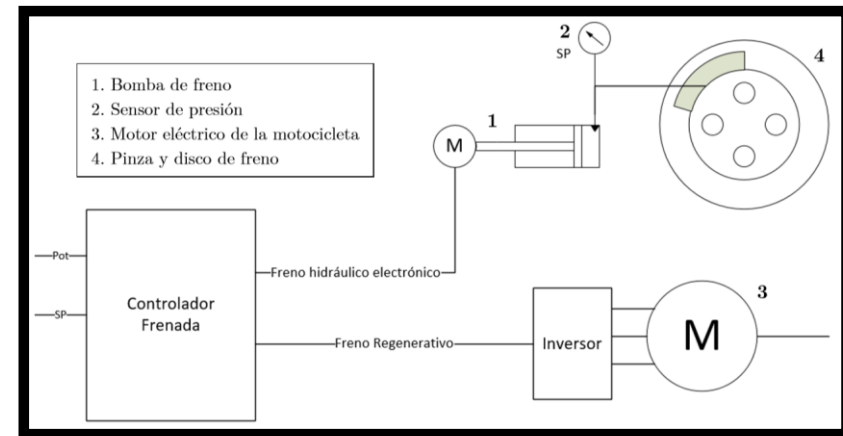 2
SP
4
1. Bomba de freno
2. Sensor de presión
3. Motor eléctrico de la motocicleta
4. Pinza y disco de freno
1
M
Pot
Freno hidráulico electrónico
Controlador
Frenada
SP
3
Freno Regenerativo
Inversor
M